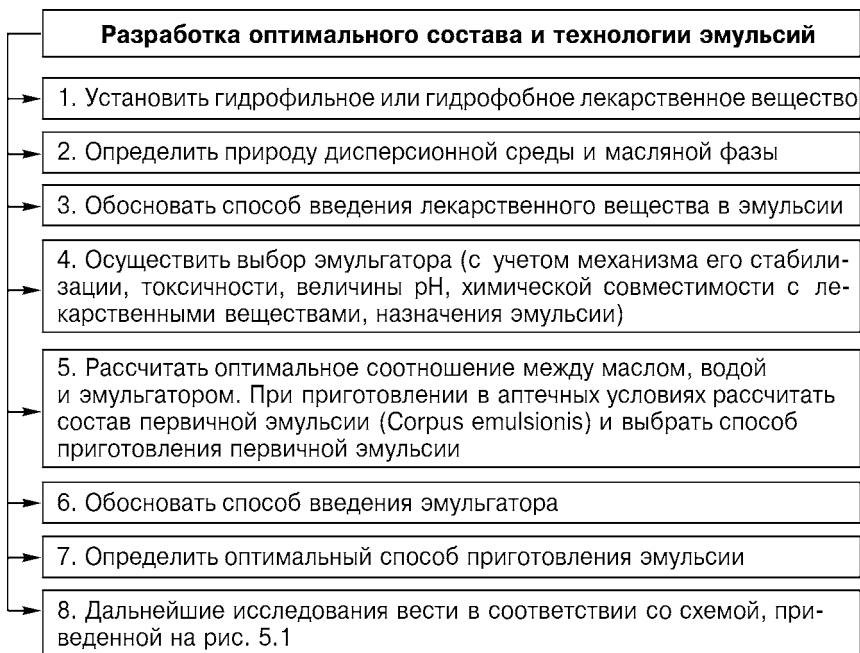 Разработка оптимального состава и технологии эмульсий
1. Установить гидрофильное или гидрофобное лекарственное вещество
2. Определить природу дисперсионной среды и масляной фазы
3. Обосновать способ введения лекарственного вещества в эмульсии
4. Осуществить выбор эмульгатора (с учетом механизма его стабили-
зации, токсичности, величины pH, химической совместимости с ле-
карственными веществами, назначения эмульсии)
5. Рассчитать оптимальное соотношение между маслом, водой
и эмульгатором. При приготовлении в аптечных условиях рассчитать
состав первичной эмульсии (Corpus emulsionis) и выбрать способ
приготовления первичной эмульсии
6. Обосновать способ введения эмульгатора
7. Определить оптимальный способ приготовления эмульсии
8. Дальнейшие исследования вести в соответствии со схемой, при-
веденной на рис. 5.1